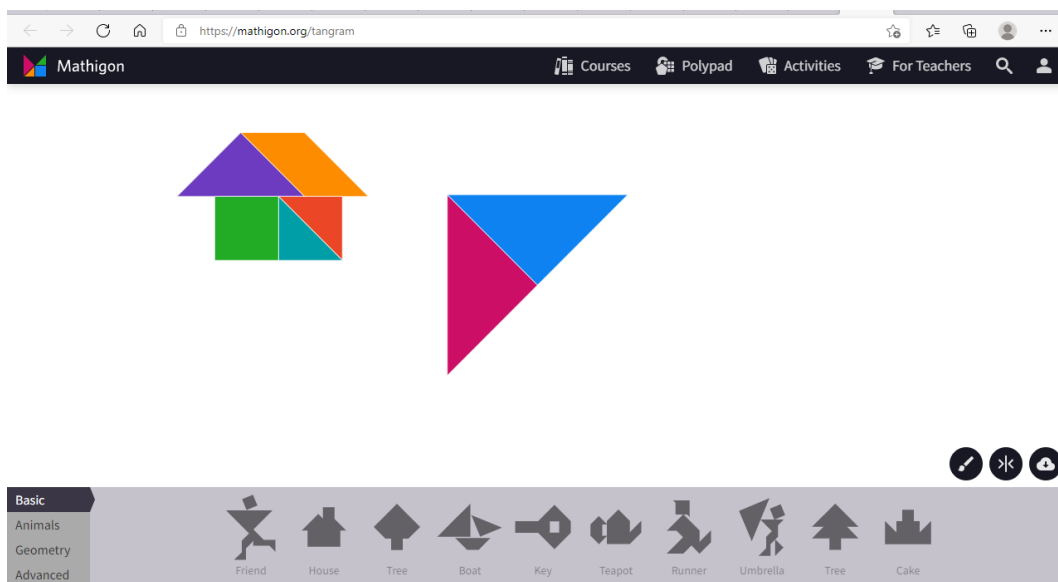 https://mathigon.org/tangram
Mathigon Courses Polypad Activities For Teachers
Basic
Animals
Geometry
Advanced
Friend House Tree Boat Key Teapot Runner Umbrella Tree Cake